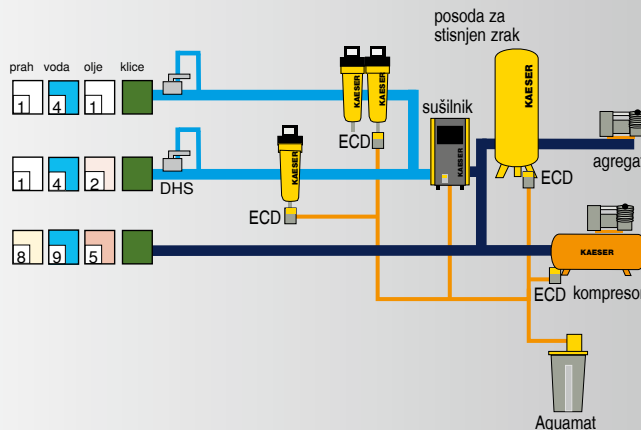 posoda za
stisnjen zrak
prah voda olje klice
KAESER
KAESER
KAESER
sušilnik
1 4 1
ECD
KAESER
agregat
KAESER
1 4 2
DHS
ECD
ECD
8 9 5
KAESER
ECD
kompresor
Aquamat